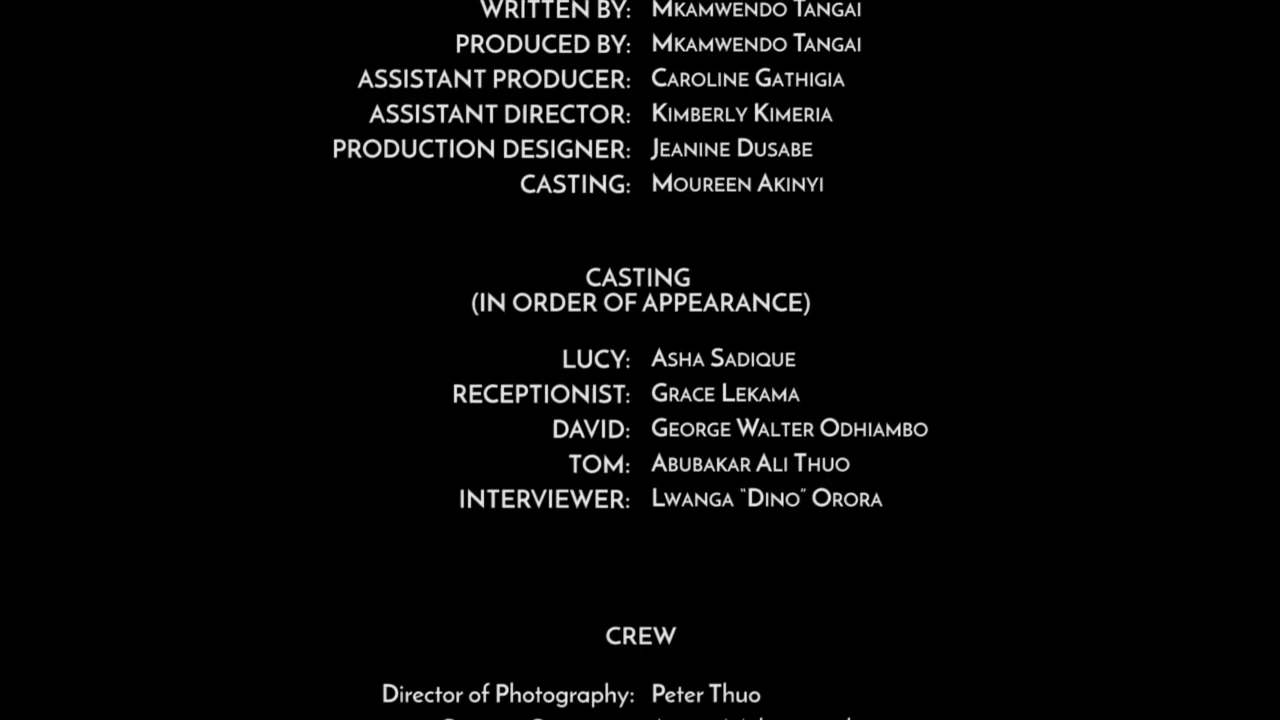 WRITTEN BY: MKAMWENDO TANGAI
PRODUCED BY: MKAMWENDO TANGAI
ASSISTANT PRODUCER: CAROLINE GATHIGIA
ASSISTANT DIRECTOR: KIMBERLY KIMERIA
PRODUCTION DESIGNER: JEANINE DUSABE
CASTING: MOUREEN AKINYI
CASTING
(IN ORDER OF APPEARANCE)
LUCY: ASHA SADIQUE
RECEPTIONIST: GRACE LEKAMA
DAVID: GEORGE WALTER ODHIAMBO
TOM: ABUBAKAR ALI THUO
INTERVIEWER: LWANGA “DINO” ORORA
CREW
Director of Photography: Peter Thuo